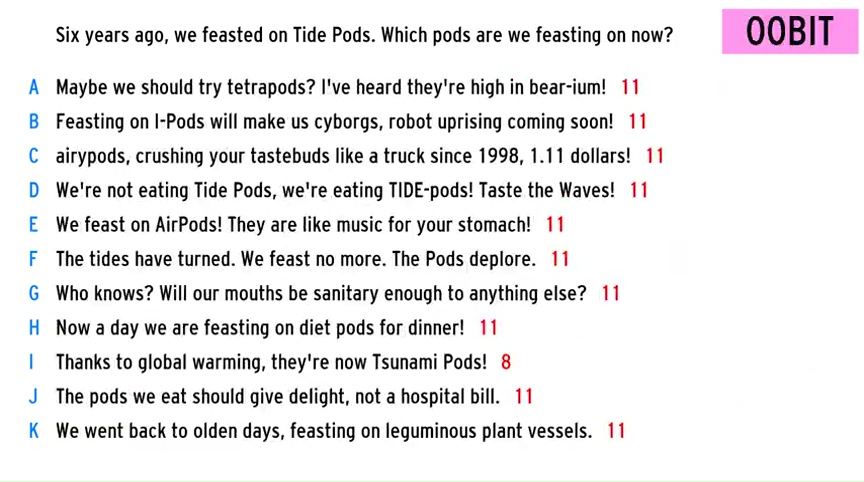 Six years ago, we feasted on Tide Pods. Which pods are we feasting on now?
OOBIT
A Maybe we should try tetrapods? I've heard they're high in bear-ium! 11
B Feasting on I-Pods will make us cyborgs, robot uprising coming soon! 11
C airypods, crushing your tastebuds like a truck since 1998, 1.11 dollars! 11
D We're not eating Tide Pods, we're eating TIDE-pods! Taste the Waves! 11
E We feast on AirPods! They are like music for your stomach! 11
F The tides have turned. We feast no more. The Pods deplore. 11
G Who knows? Will our mouths be sanitary enough to anything else? 11
H Now a day we are feasting on diet pods for dinner! 11
I Thanks to global warming, they're now Tsunami Pods! 8
J The pods we eat should give delight, not a hospital bill. 11
K We went back to olden days, feasting on leguminous plant vessels. 11